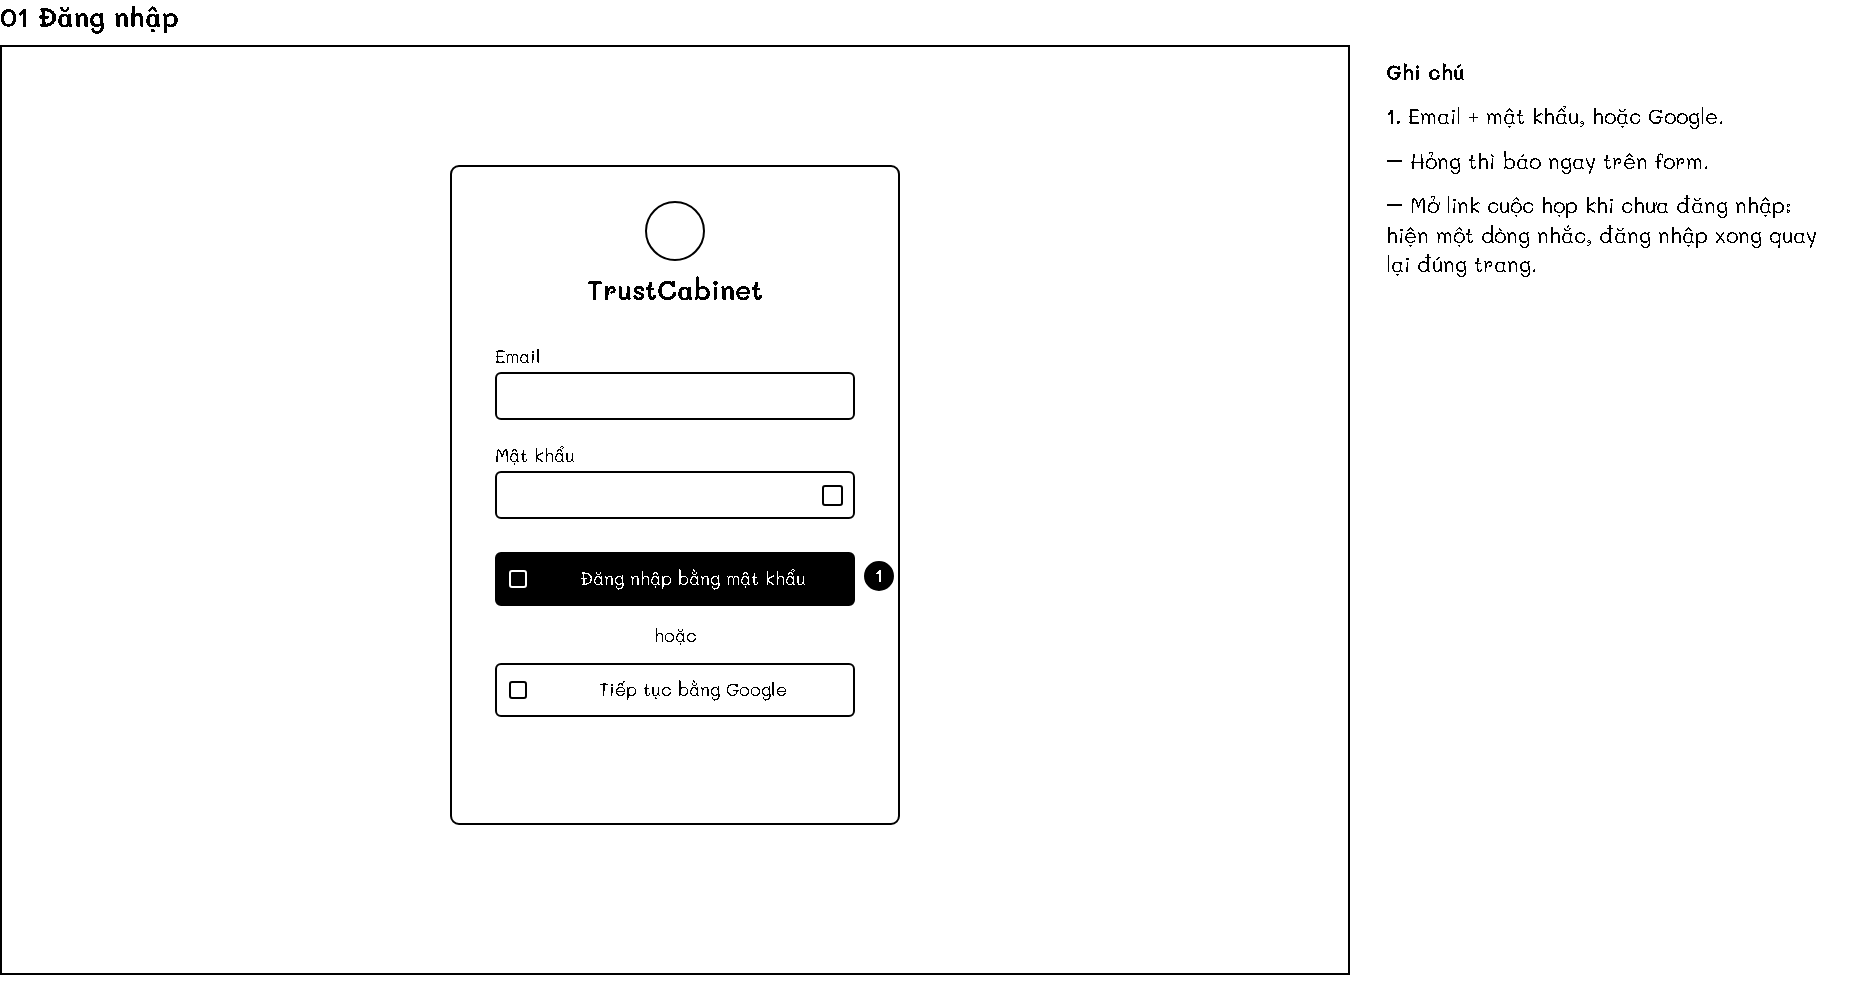 01 Đăng nhập
TrustCabinet
Email
Mật khẩu
Đăng nhập bằng mật khẩu
1
hoặc
Tiếp tục bằng Google
Ghi chú
1. Email + mật khẩu, hoặc Google.
— Hỏng thì báo ngay trên form.
— Mở link cuộc họp khi chưa đăng nhập:
hiện một dòng nhắc, đăng nhập xong quay
lại đúng trang.